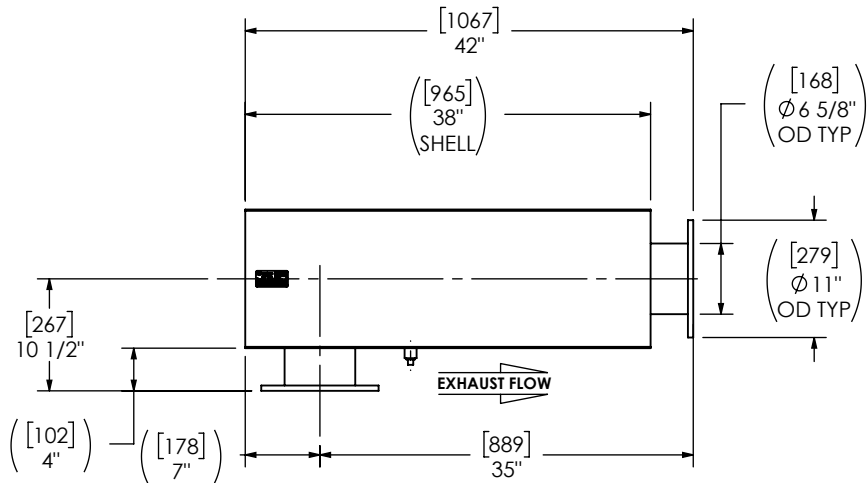 [1067]
42"
[965]
38"
SHELL
[168]
Ø6 5/8"
OD TYP
[279]
Ø11"
OD TYP
[267]
10 1/2"
EXHAUST FLOW
[102]
4"
[178]
7"
[889]
35"